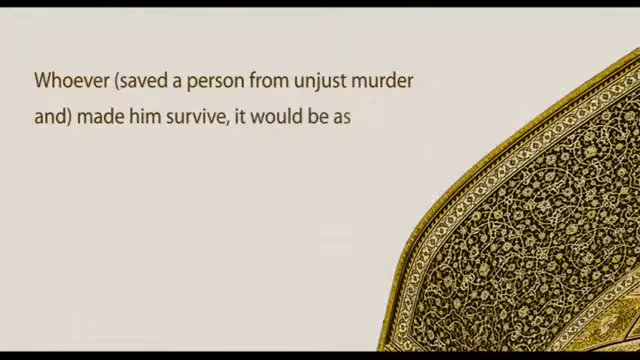 Whoever (saved a person from unjust murder
and) made him survive, it would be as